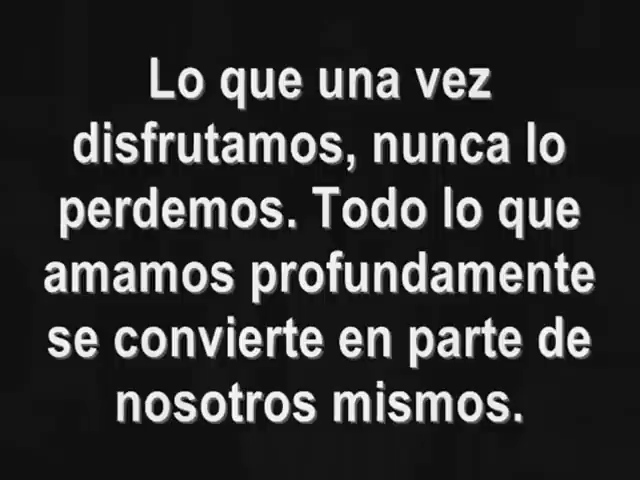 Lo que una vez
disfrutamos, nunca lo
perdemos. Todo lo que
amamos profundamente
se convierte en parte de
nosotros mismos.